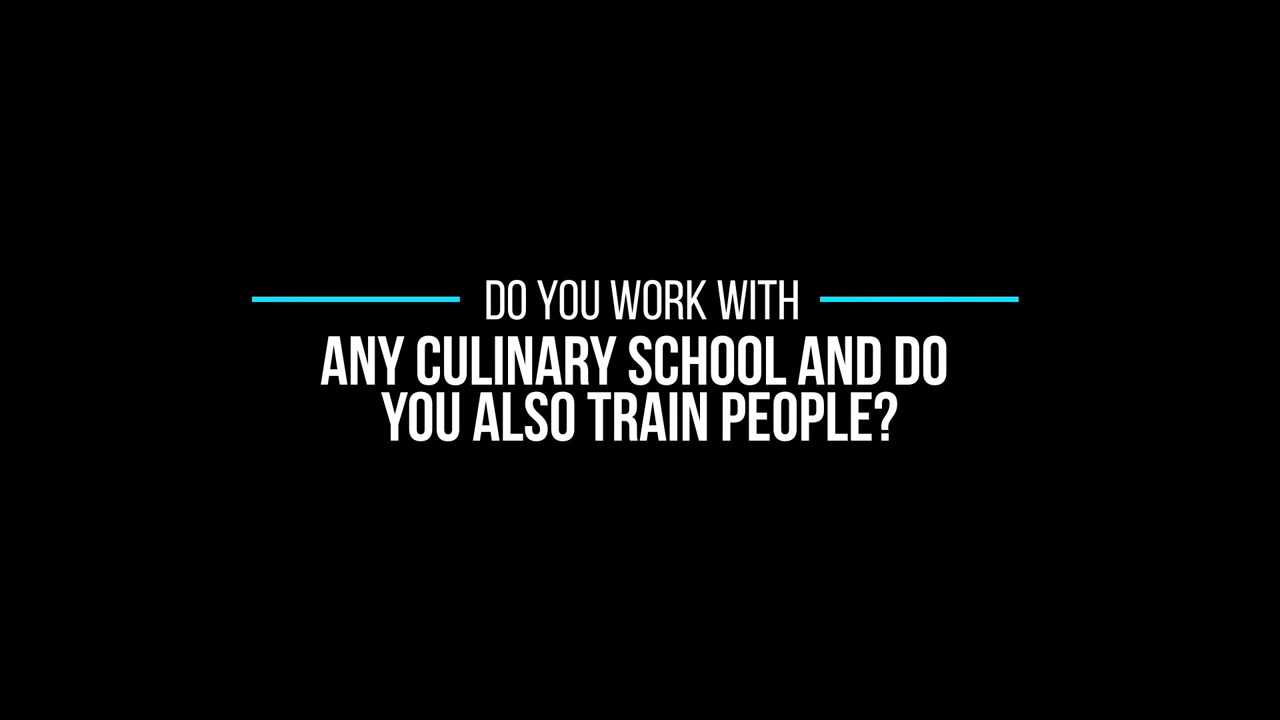 DO YOU WORK WITH
ANY CULINARY SCHOOL AND DO
YOU ALSO TRAIN PEOPLE?